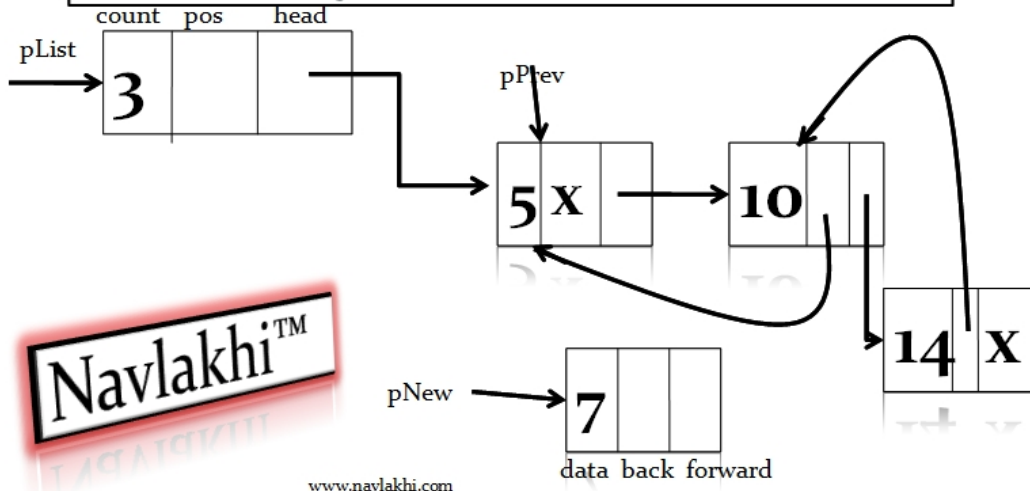 count pos head
pList
3
pPrev
5 x
10
14 x
Navlakhi™
pNew
7
data back forward
www.navlakhi.com